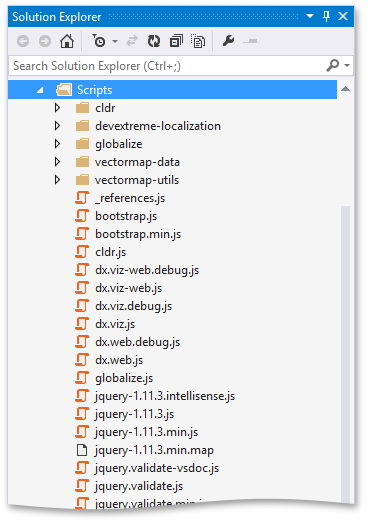 Solution Explorer
Search Solution Explorer (Ctrl+;)
Scripts
cldr
devextreme-localization
globalize
vectormap-data
vectormap-utils
_references.js
bootstrap.js
bootstrap.min.js
cldr.js
dx.viz-web.debug.js
dx.viz-web.js
dx.viz.debug.js
dx.viz.js
dx.web.debug.js
dx.web.js
globalize.js
jquery-1.11.3.intellisense.js
jquery-1.11.3.js
jquery-1.11.3.min.js
jquery-1.11.3.min.map
jquery.validate-vsdoc.js
jquery.validate.js
jquery.validate.min.js